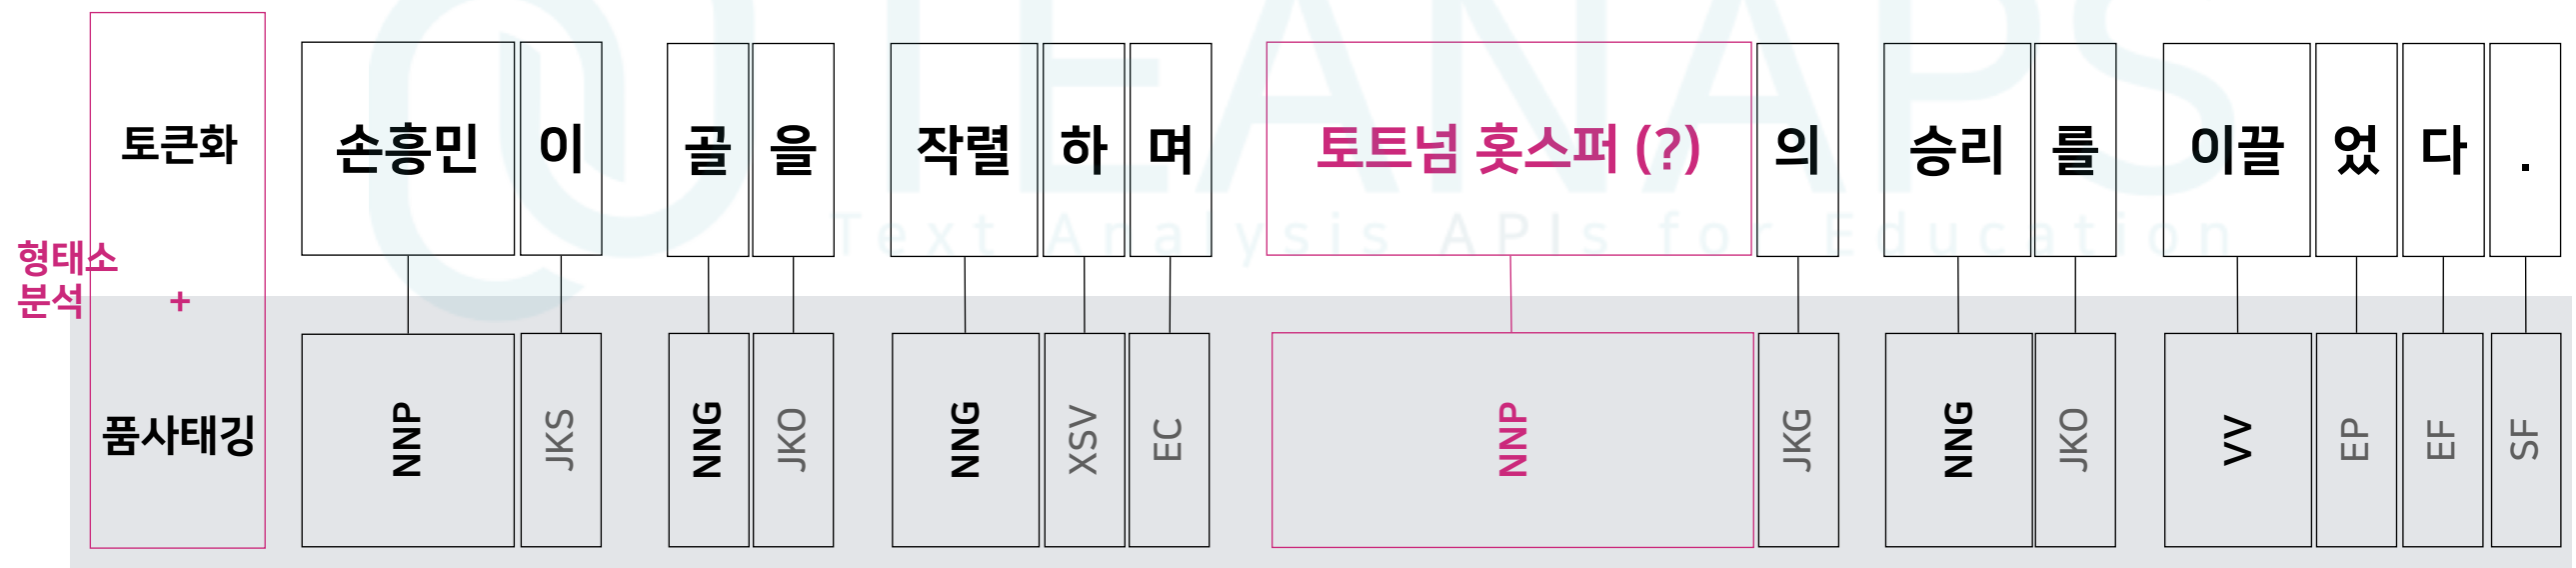 @ TEANAPS
Text Analysis APIs for Education
토큰화 손흥민 이 골 을 작렬 하 며 토트넘 홋스퍼 (?) 의 승리 를 이끌 었 다 .
형태소
분석 +
품사태깅 NNP JKS NNG JKO NNG XSV EC NNP JKG NNG JKO VV EP EF SF